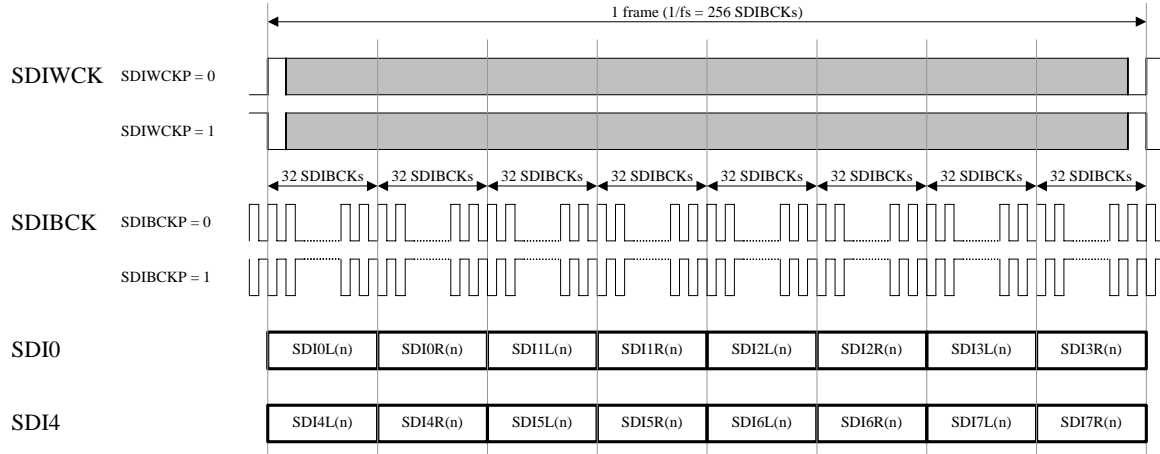 1 frame (1/fs = 256 SDIBCKs)
SDIWCK SDIWCKP = 0
SDIWCKP = 1
32 SDIBCKs 32 SDIBCKs 32 SDIBCKs 32 SDIBCKs 32 SDIBCKs 32 SDIBCKs 32 SDIBCKs 32 SDIBCKs
SDIBCK SDIBCKP = 0
SDIBCKP = 1
SDI0 SDI0L(n) SDI0R(n) SDI1L(n) SDI1R(n) SDI2L(n) SDI2R(n) SDI3L(n) SDI3R(n)
SDI4 SDI4L(n) SDI4R(n) SDI5L(n) SDI5R(n) SDI6L(n) SDI6R(n) SDI7L(n) SDI7R(n)